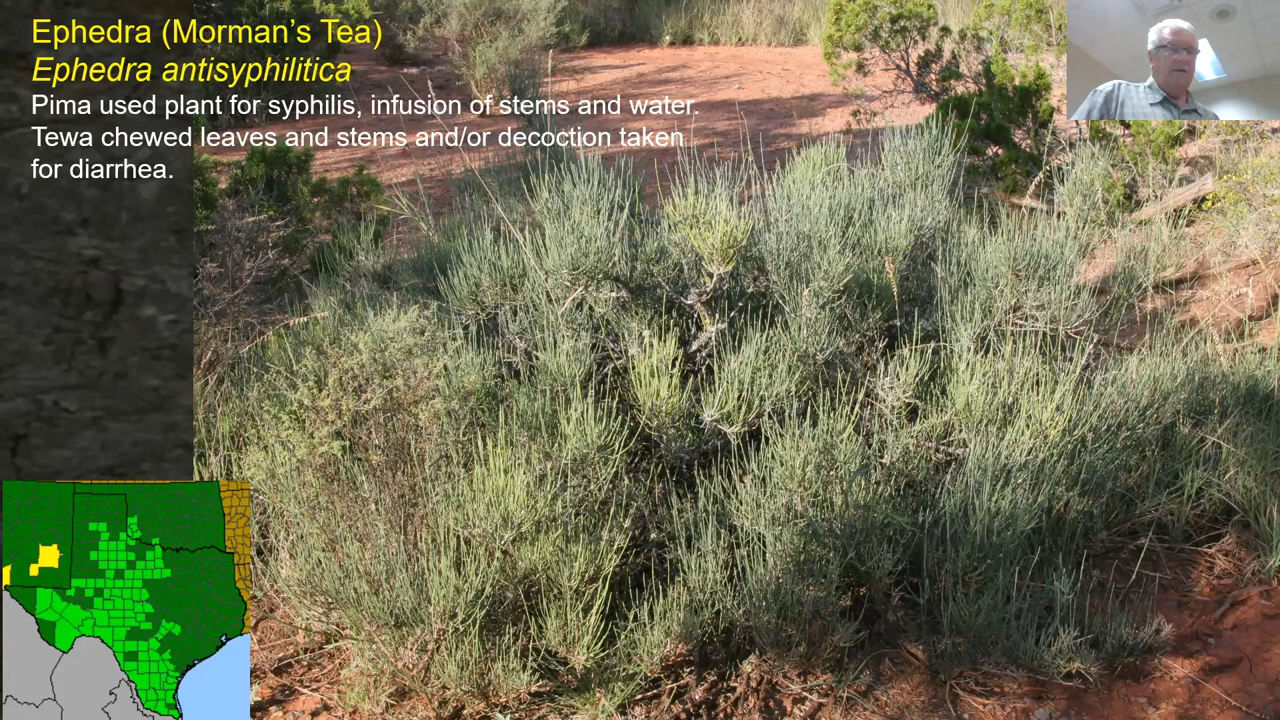 Ephedra (Morman’s Tea)
Ephedra antisyphilitica
Pima used plant for syphilis, infusion of stems and water.
Tewa chewed leaves and stems and/or decoction taken
for diarrhea.